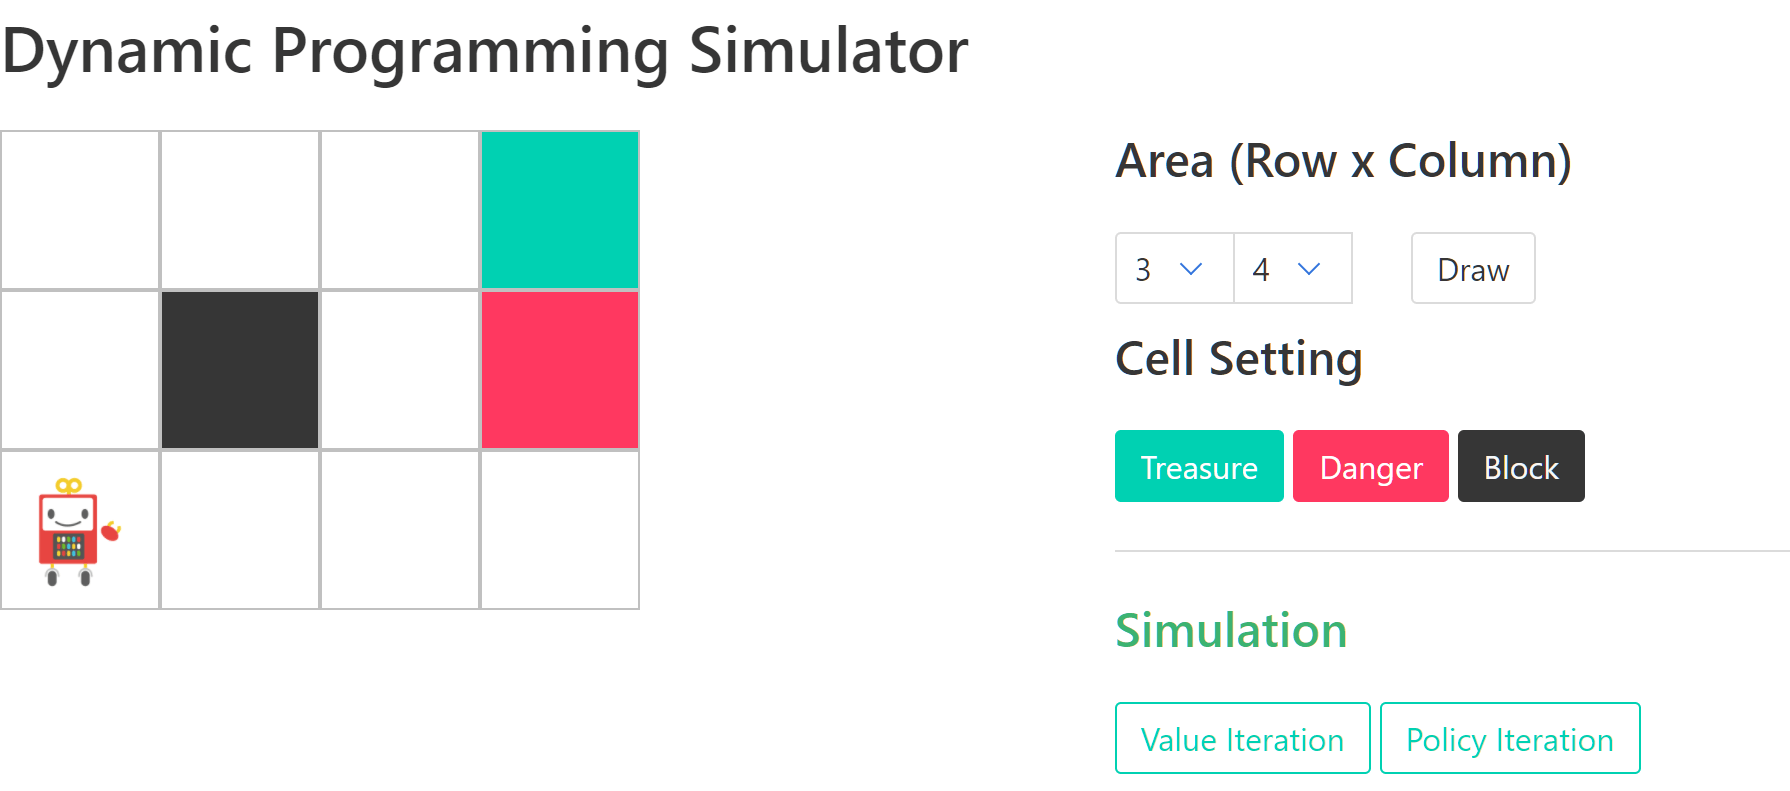 Dynamic Programming Simulator
Area (Row x Column)
3 4 Draw
Cell Setting
Treasure Danger Block
Simulation
Value Iteration Policy Iteration